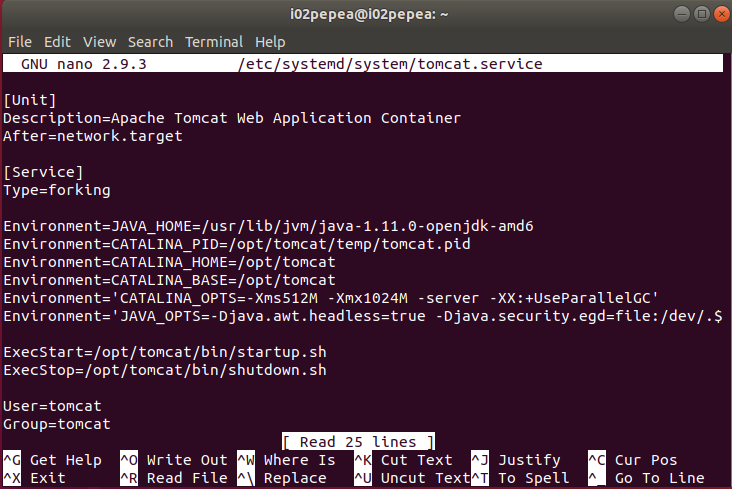 i02pepea@i02pepea: ~
File Edit View Search Terminal Help
GNU nano 2.9.3 /etc/systemd/system/tomcat.service
[Unit]
Description=Apache Tomcat Web Application Container
After=network.target
[Service]
Type=forking
Environment=JAVA_HOME=/usr/lib/jvm/java-1.11.0-openjdk-amd6
Environment=CATALINA_PID=/opt/tomcat/temp/tomcat.pid
Environment=CATALINA_HOME=/opt/tomcat
Environment=CATALINA_BASE=/opt/tomcat
Environment='CATALINA_OPTS=-Xms512M -Xmx1024M -server -XX:+UseParallelGC'
Environment='JAVA_OPTS=-Djava.awt.headless=true -Djava.security.egd=file:/dev/.$
ExecStart=/opt/tomcat/bin/startup.sh
ExecStop=/opt/tomcat/bin/shutdown.sh
User=tomcat
Group=tomcat
[ Read 25 lines ]
^G Get Help ^O Write Out ^W Where Is ^K Cut Text ^J Justify ^C Cur Pos
^X Exit ^R Read File ^\ Replace ^U Uncut Text ^T To Spell ^_ Go To Line